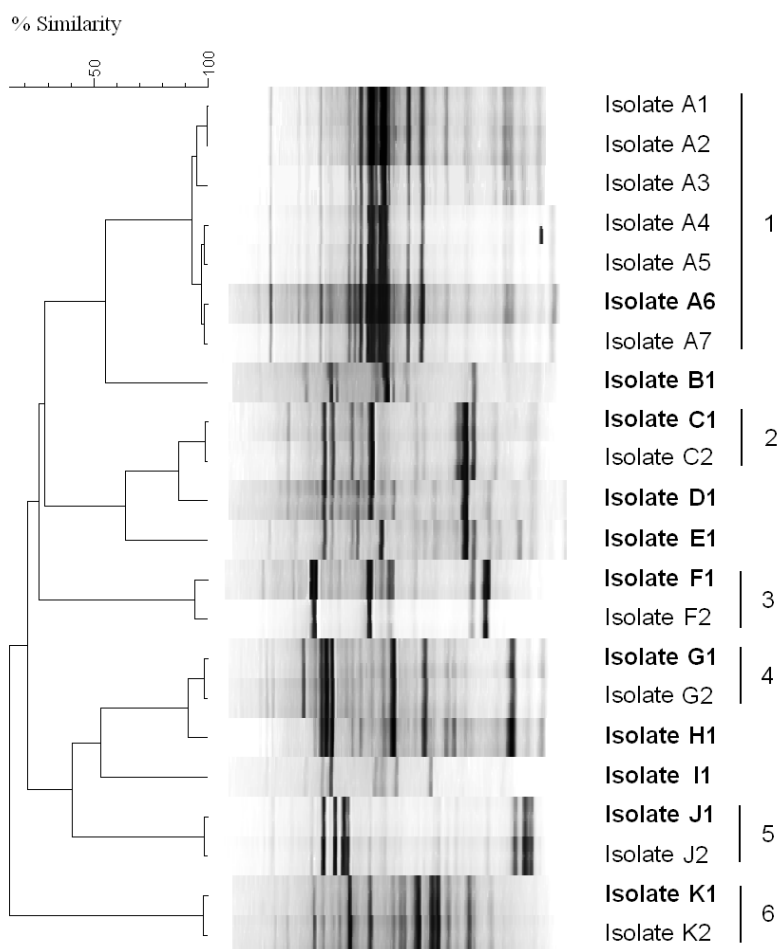 % Similarity
50
100
Isolate A1
Isolate A2
Isolate A3
Isolate A4
1
Isolate A5
Isolate A6
Isolate A7
Isolate B1
Isolate C1
2
Isolate C2
Isolate D1
Isolate E1
Isolate F1
3
Isolate F2
Isolate G1
4
Isolate G2
Isolate H1
Isolate I1
Isolate J1
5
Isolate J2
Isolate K1
6
Isolate K2